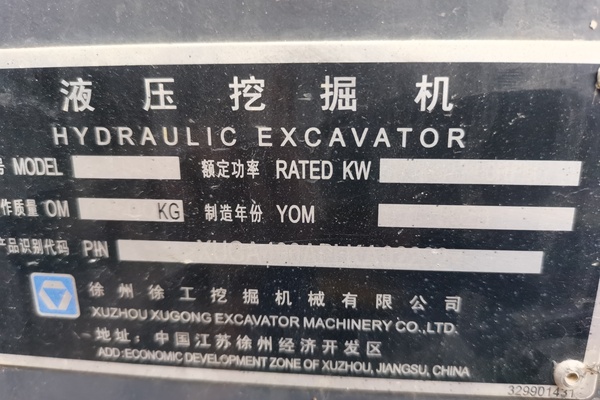 液压挖掘机
HYDRAULIC EXCAVATOR
号 MODEL 额定功率 RATED KW
作质量 OM KG 制造年份 YOM
产品识别代码 PIN
徐州徐工挖掘机械有限公司
XUZHOU XUGONG EXCAVATOR MACHINERY CO.,LTD.
地址:中国江苏徐州经济开发区
ADD:ECONOMIC DEVELOPMENT ZONE OF XUZHOU, JIANGSU, CHINA
329901431